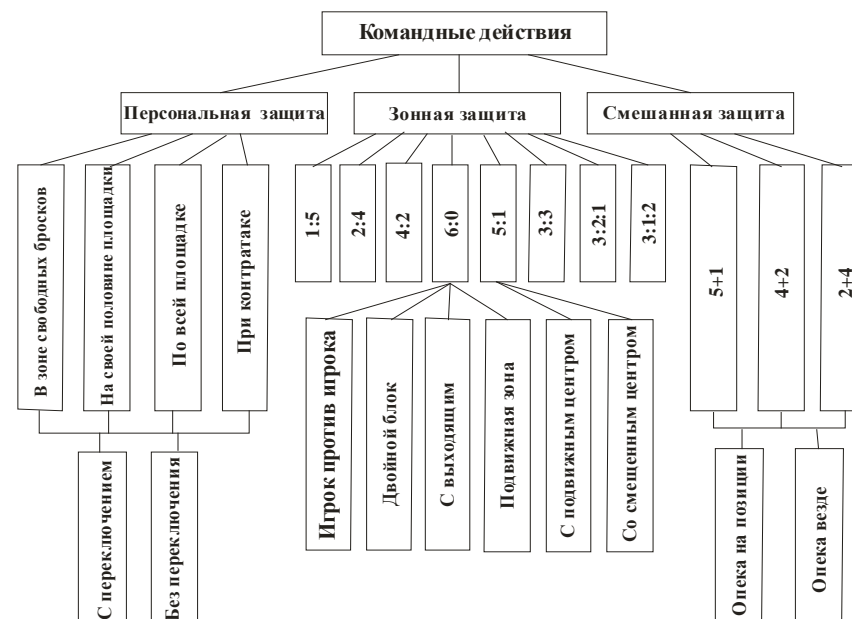 Командные действия
Персональная защита
Зонная защита
Смешанная защита
В зоне свободных бросков
На своей половине площадки
По всей площадке
При контратаке
1:5
2:4
4:2
6:0
5:1
3:3
3:2:1
3:1:2
5+1
4+2
2+4
Игрок против игрока
Двойной блок
С выходящим
Подвижная зона
С подвижным центром
Со смещенным центром
С переключением
Без переключения
Опека на позиции
Опека везде